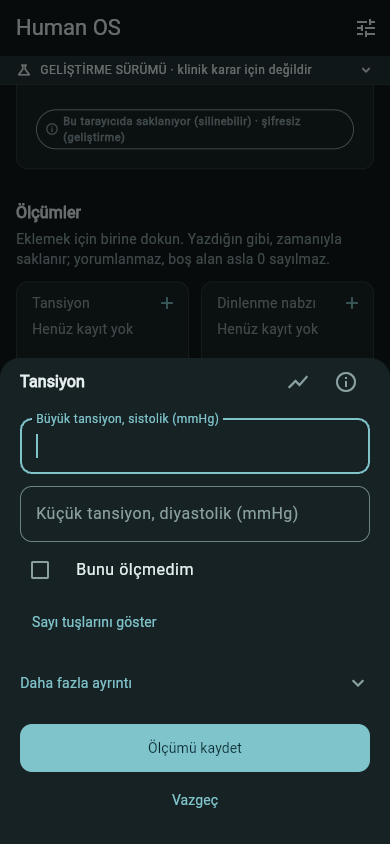 Human OS
GELİŞTİRME SÜRÜMÜ · klinik karar için değildir
Bu tarayıcıda saklanıyor (silinebilir) · şifresiz
(geliştirme)
Ölçümler
Eklemek için birine dokun. Yazdığın gibi, zamanıyla
saklanır; yorumlanmaz, boş alan asla 0 sayılmaz.
Tansiyon
Henüz kayıt yok
Dinlenme nabzı
Henüz kayıt yok
Tansiyon
Büyük tansiyon, sistolik (mmHg)
Küçük tansiyon, diyastolik (mmHg)
Bunu ölçmedim
Sayı tuşlarını göster
Daha fazla ayrıntı
Ölçümü kaydet
Vazgeç